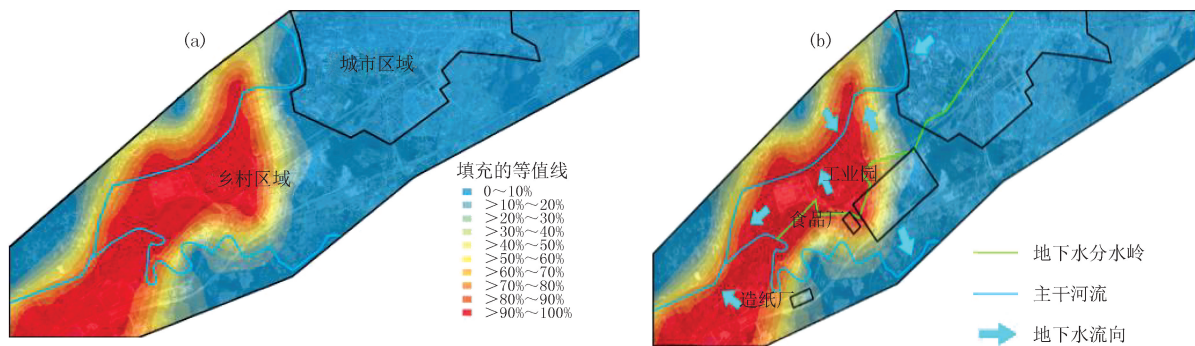 (a)
城市区域
乡村区域
填充的等值线
0～10%
>10%～20%
>20%～30%
>30%～40%
>40%～50%
>50%～60%
>60%～70%
>70%～80%
>80%～90%
>90%～100%
(b)
工业园
食品厂
造纸厂
地下水分水岭
主干河流
地下水流向